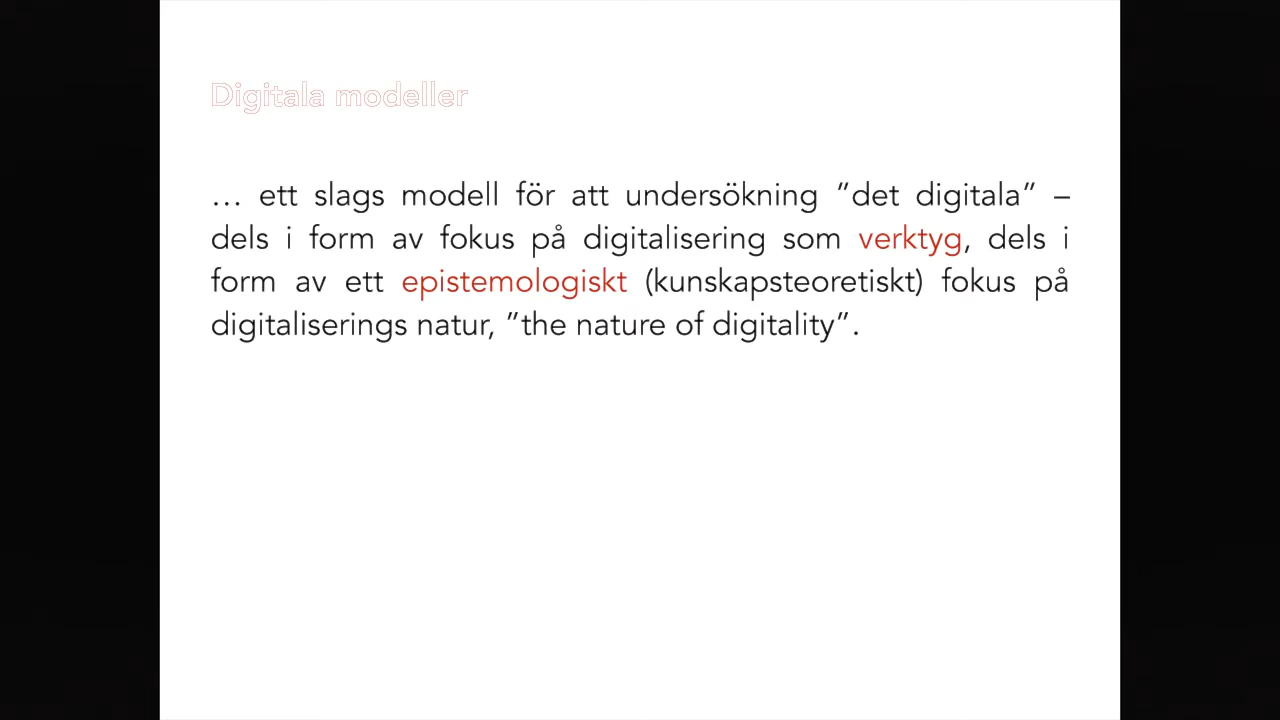 Digitala modeller
… ett slags modell för att undersökning ”det digitala” –
dels i form av fokus på digitalisering som verktyg, dels i
form av ett epistemologiskt (kunskapsteoretiskt) fokus på
digitaliserings natur, ”the nature of digitality”.